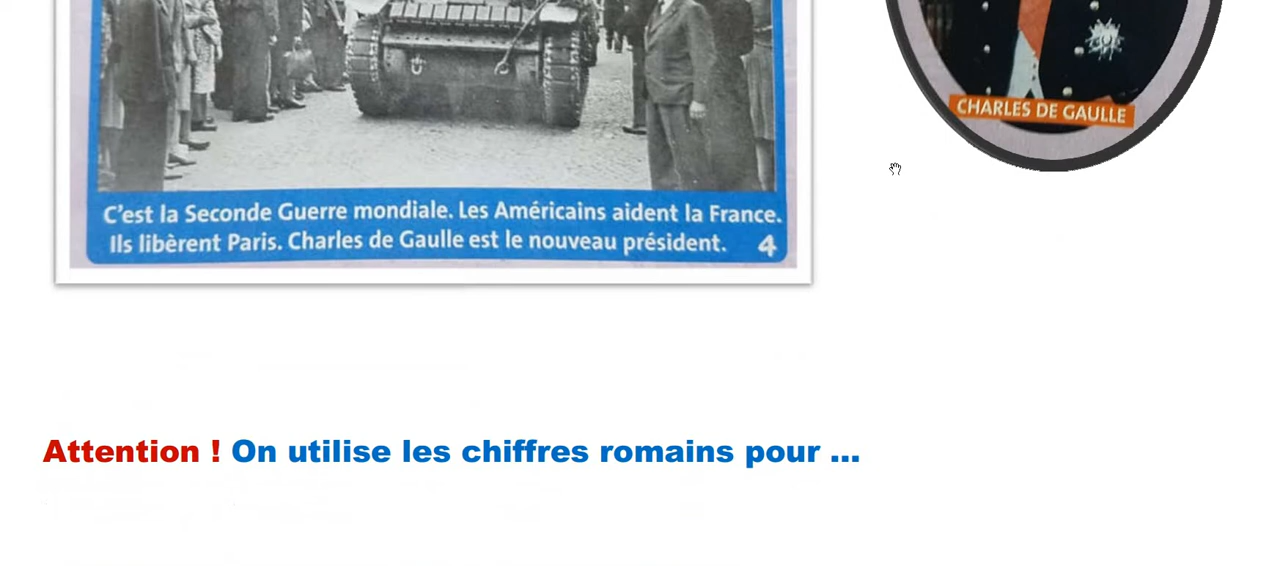 CHARLES DE GAULLE
C'est la Seconde Guerre mondiale. Les Américains aident la France.
Ils libèrent Paris. Charles de Gaulle est le nouveau président. 4
Attention ! On utilise les chiffres romains pour ...